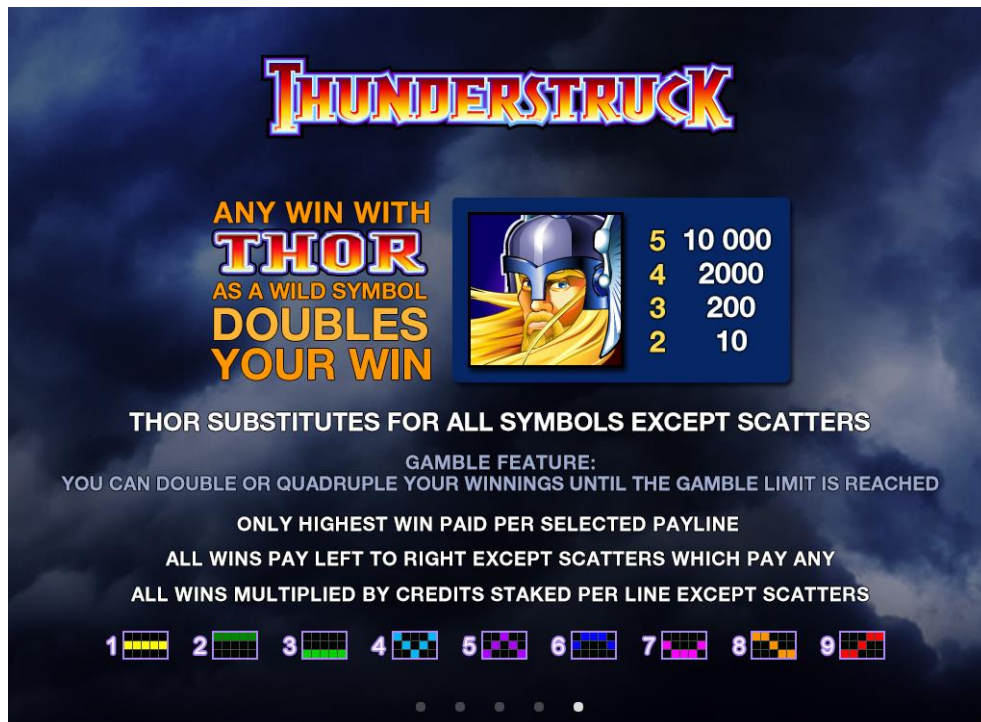 THUNDERSTRUCK
ANY WIN WITH
THOR
AS A WILD SYMBOL
DOUBLES
YOUR WIN
5 10 000
4 2000
3 200
2 10
THOR SUBSTITUTES FOR ALL SYMBOLS EXCEPT SCATTERS
GAMBLE FEATURE:
YOU CAN DOUBLE OR QUADRUPLE YOUR WINNINGS UNTIL THE GAMBLE LIMIT IS REACHED
ONLY HIGHEST WIN PAID PER SELECTED PAYLINE
ALL WINS PAY LEFT TO RIGHT EXCEPT SCATTERS WHICH PAY ANY
ALL WINS MULTIPLIED BY CREDITS STAKED PER LINE EXCEPT SCATTERS
1 2 3 4 5 6 7 8 9